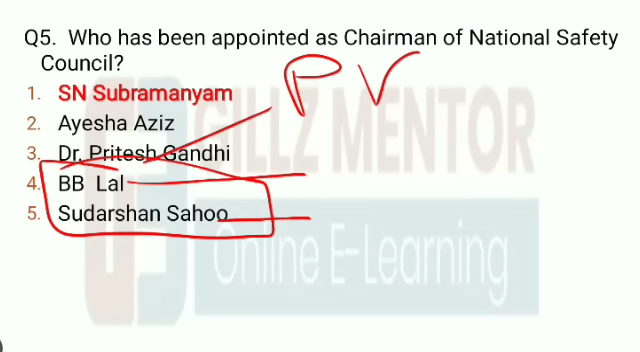 Q5. Who has been appointed as Chairman of National Safety
Council?
1. SN Subramanyam
2. Ayesha Aziz
3. Dr. Pritesh Gandhi
4. BB Lal
5. Sudarshan Sahoo
PV
GILLZ MENTOR
Online E-Learning